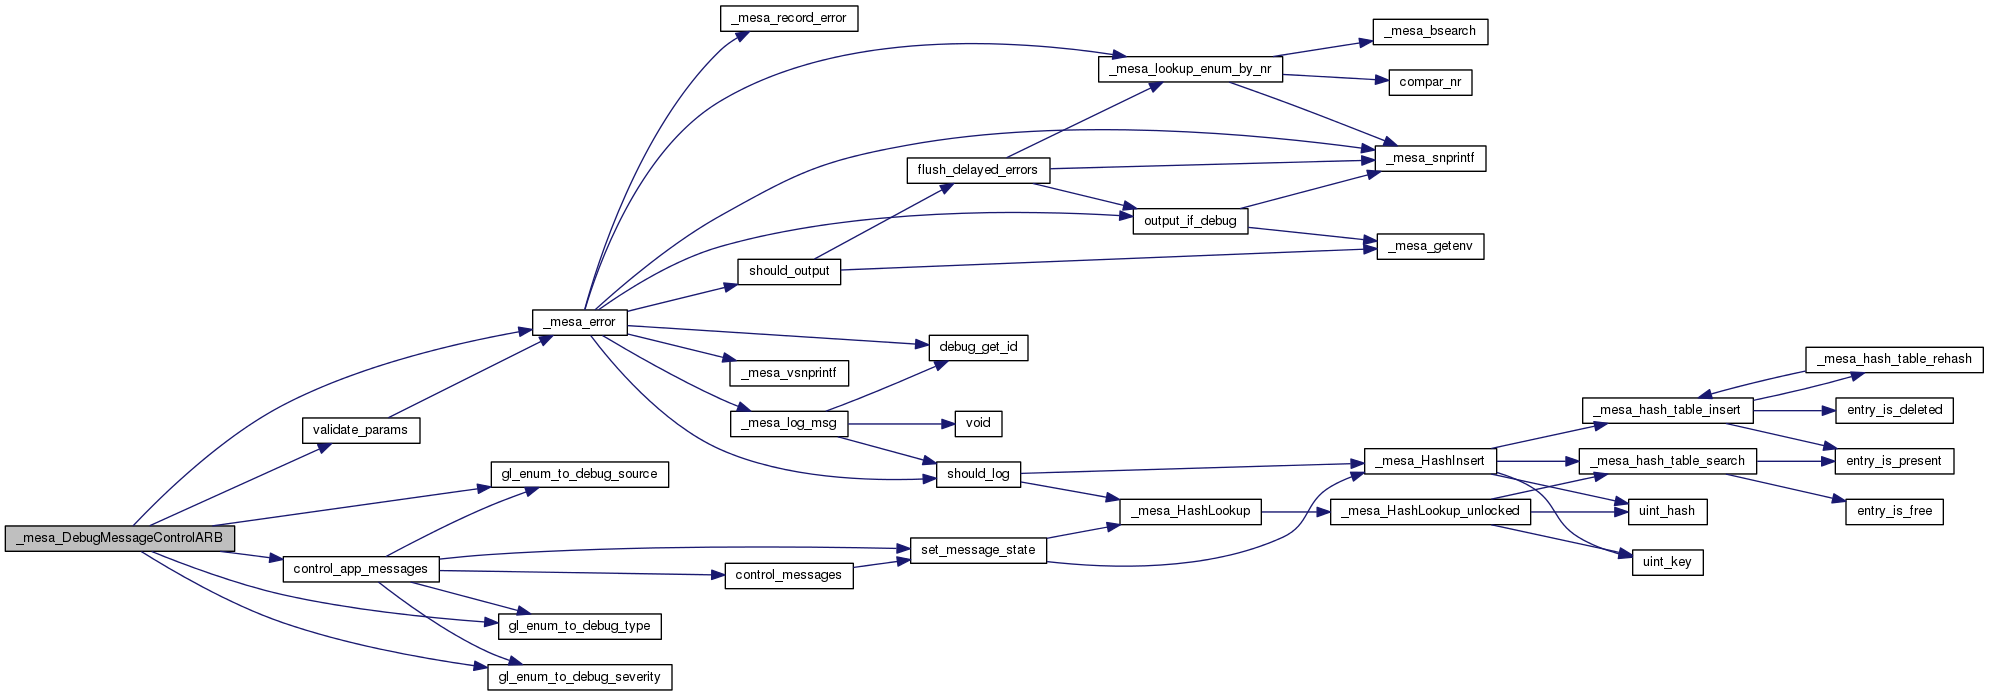 _mesa_record_error
_mesa_bsearch
_mesa_lookup_enum_by_nr
compar_nr
_mesa_snprintf
flush_delayed_errors
output_if_debug
_mesa_getenv
should_output
_mesa_error
debug_get_id
_mesa_vsnprintf
_mesa_hash_table_rehash
_mesa_hash_table_insert
entry_is_deleted
_mesa_log_msg
void
validate_params
_mesa_HashInsert
_mesa_hash_table_search
entry_is_present
gl_enum_to_debug_source
should_log
_mesa_HashLookup
_mesa_HashLookup_unlocked
uint_hash
entry_is_free
_mesa_DebugMessageControlARB
set_message_state
uint_key
control_app_messages
control_messages
gl_enum_to_debug_type
gl_enum_to_debug_severity